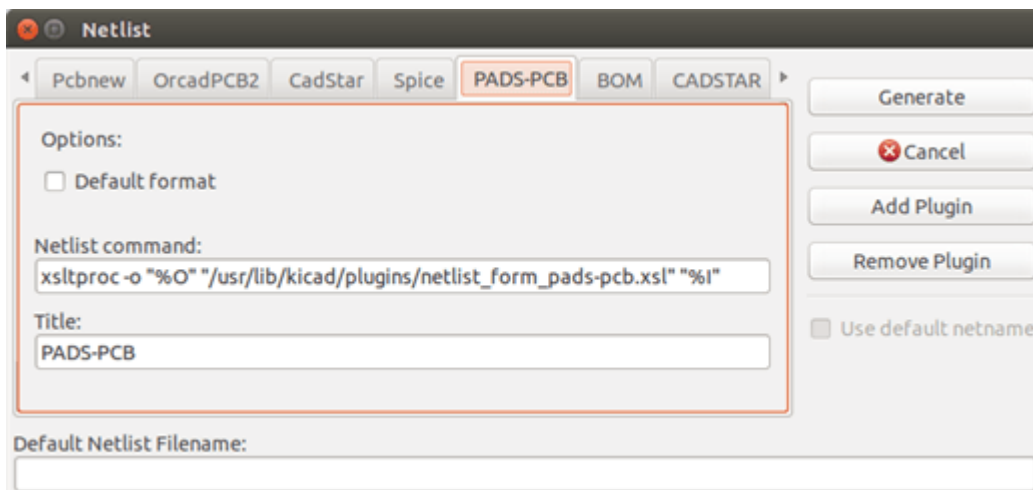 Netlist
Pcbnew OrcadPCB2 CadStar Spice PADS-PCB BOM CADSTAR
Generate
Options:
Cancel
Default format
Add Plugin
Netlist command:
Remove Plugin
xsltproc -o "%O" "/usr/lib/kicad/plugins/netlist_form_pads-pcb.xsl" "%I"
Title:
Use default netname
PADS-PCB
Default Netlist Filename: